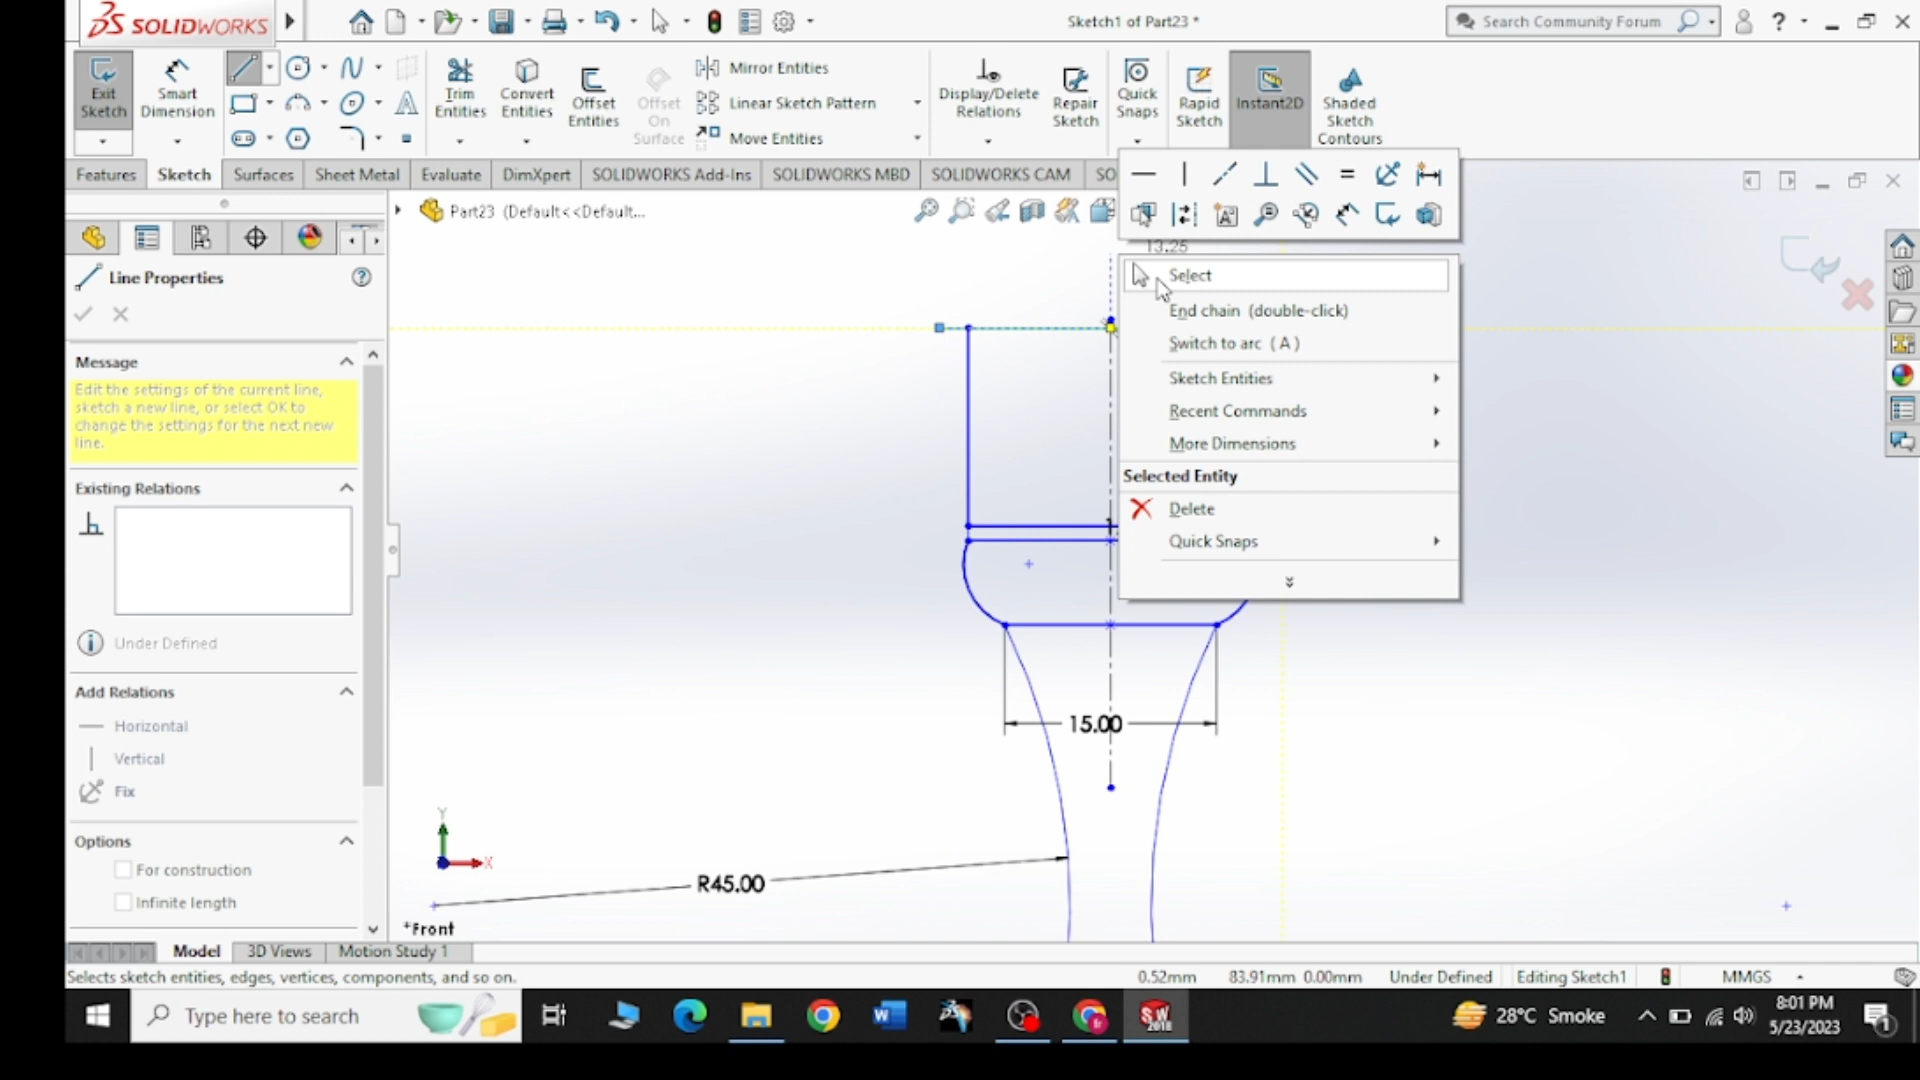 SOLIDWORKS
Sketch1 of Part23 *
Search Community Forum
Exit Sketch
Smart Dimension
Trim Entities
Convert Entities
Offset Entities
Offset On Surface
Mirror Entities
Linear Sketch Pattern
Move Entities
Display/Delete Relations
Repair Sketch
Quick Snaps
Rapid Sketch
Instant2D
Shaded Sketch Contours
Features
Sketch
Surfaces
Sheet Metal
Evaluate
DimXpert
SOLIDWORKS Add-Ins
SOLIDWORKS MBD
SOLIDWORKS CAM
SO
Part23 (Default<<Default...
13.25
Line Properties
Message
Edit the settings of the current line,
sketch a new line, or select OK to
change the settings for the next new
line.
Existing Relations
Under Defined
Add Relations
Horizontal
Vertical
Fix
Options
For construction
Infinite length
Select
End chain (double-click)
Switch to arc ( A )
Sketch Entities
Recent Commands
More Dimensions
Selected Entity
Delete
Quick Snaps
15.00
R45.00
Y
X
*Front
Model
3D Views
Motion Study 1
Selects sketch entities, edges, vertices, components, and so on.
0.52mm
83.91mm 0.00mm
Under Defined
Editing Sketch1
MMGS
Type here to search
SW
2018
28°C Smoke
8:01 PM
5/23/2023
1